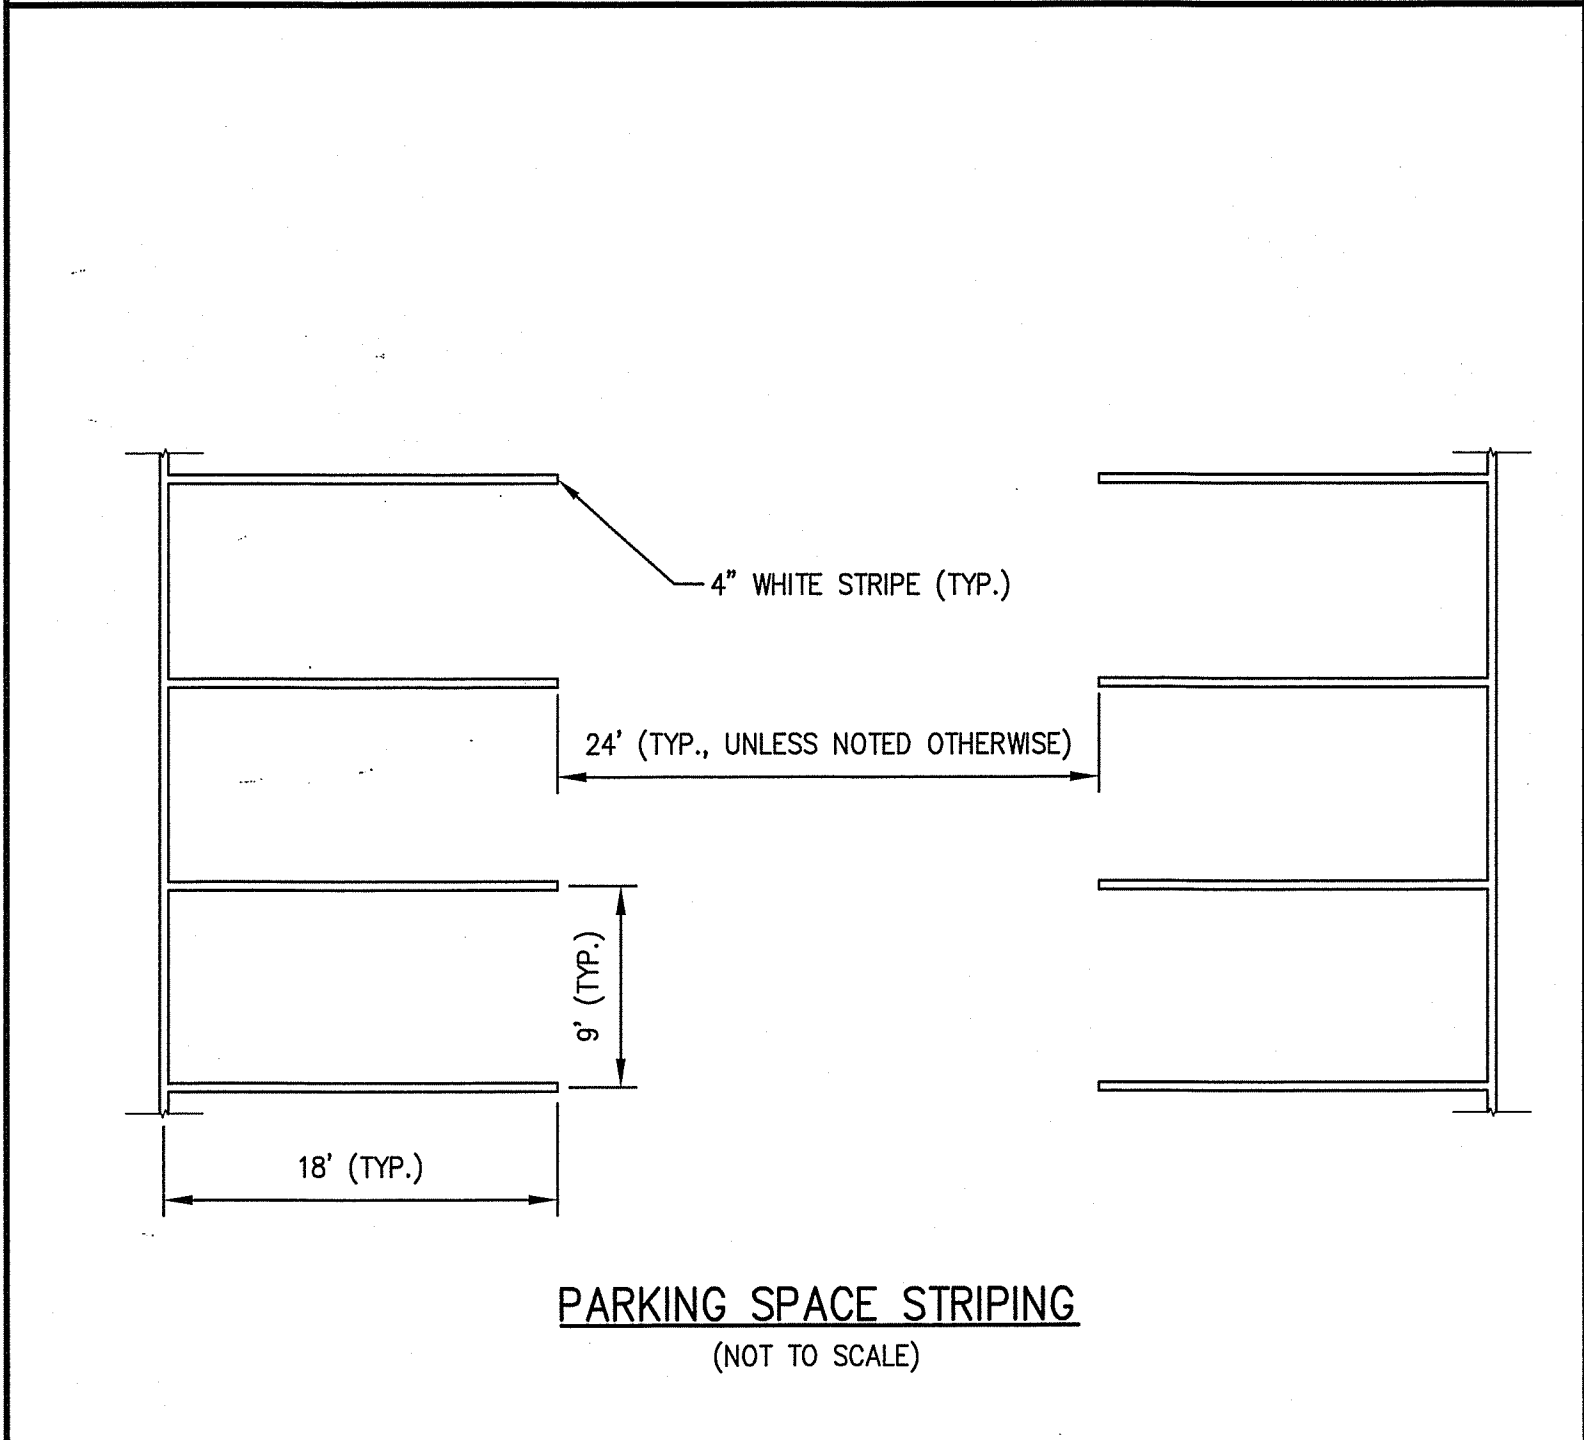 4" WHITE STRIPE (TYP.)
24' (TYP., UNLESS NOTED OTHERWISE)
9' (TYP.)
18' (TYP.)
PARKING SPACE STRIPING
(NOT TO SCALE)